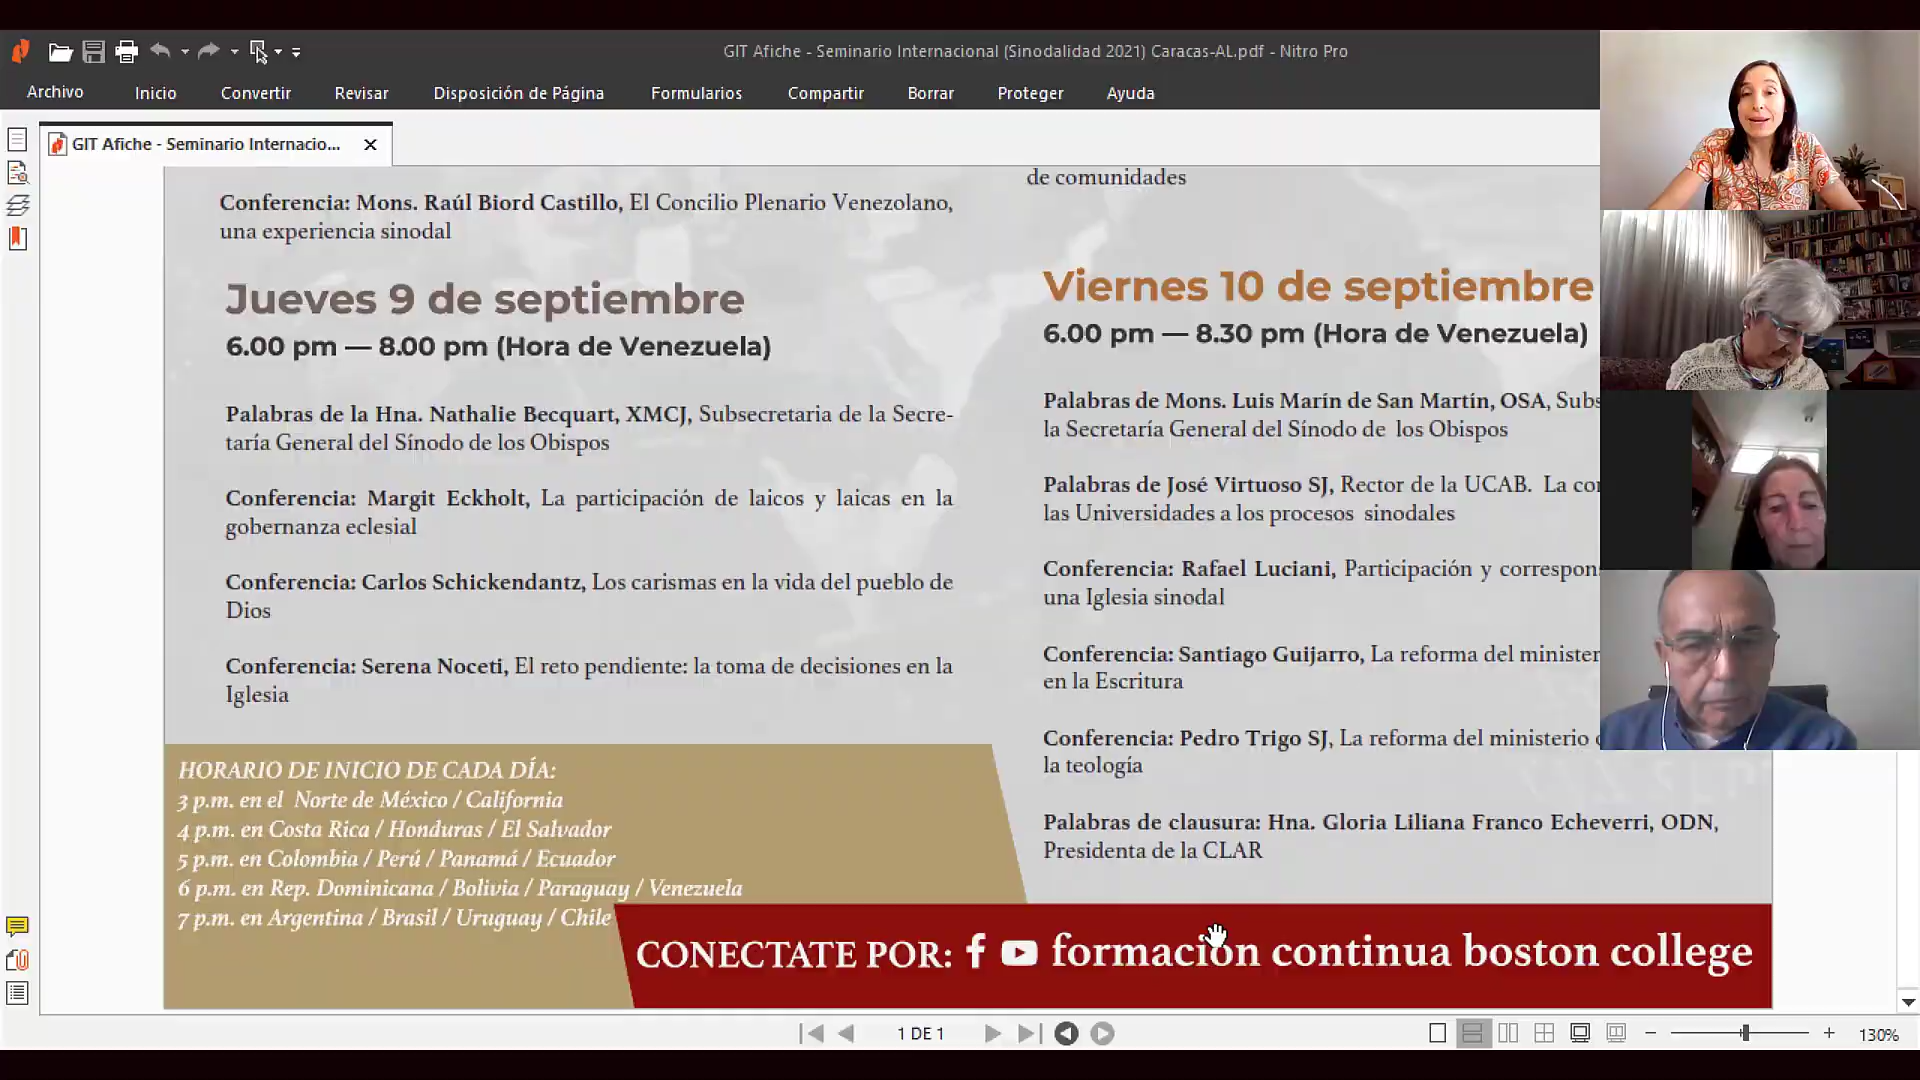 GIT Afiche - Seminario Internacional (Sinodalidad 2021) Caracas-AL.pdf - Nitro Pro
Archivo Inicio Convertir Revisar Disposición de Página Formularios Compartir Borrar Proteger Ayuda
GIT Afiche - Seminario Internacio...
Conferencia: Mons. Raúl Biord Castillo, El Concilio Plenario Venezolano,
una experiencia sinodal
Jueves 9 de septiembre
6.00 pm — 8.00 pm (Hora de Venezuela)
Palabras de la Hna. Nathalie Becquart, XMCJ, Subsecretaria de la Secre-
taría General del Sínodo de los Obispos
Conferencia: Margit Eckholt, La participación de laicos y laicas en la
gobernanza eclesial
Conferencia: Carlos Schickendantz, Los carismas en la vida del pueblo de
Dios
Conferencia: Serena Noceti, El reto pendiente: la toma de decisiones en la
Iglesia
de comunidades
Viernes 10 de septiembre
6.00 pm — 8.30 pm (Hora de Venezuela)
Palabras de Mons. Luis Marín de San Martín, OSA, Subs
la Secretaría General del Sínodo de los Obispos
Palabras de José Virtuoso SJ, Rector de la UCAB. La co
las Universidades a los procesos sinodales
Conferencia: Rafael Luciani, Participación y correspon
una Iglesia sinodal
Conferencia: Santiago Guijarro, La reforma del minister
en la Escritura
Conferencia: Pedro Trigo SJ, La reforma del ministerio
la teología
Palabras de clausura: Hna. Gloria Liliana Franco Echeverri, ODN,
Presidenta de la CLAR
HORARIO DE INICIO DE CADA DÍA:
3 p.m. en el Norte de México / California
4 p.m. en Costa Rica / Honduras / El Salvador
5 p.m. en Colombia / Perú / Panamá / Ecuador
6 p.m. en Rep. Dominicana / Bolivia / Paraguay / Venezuela
7 p.m. en Argentina / Brasil / Uruguay / Chile
CONECTATE POR: formación continua boston college
1 DE 1
130%